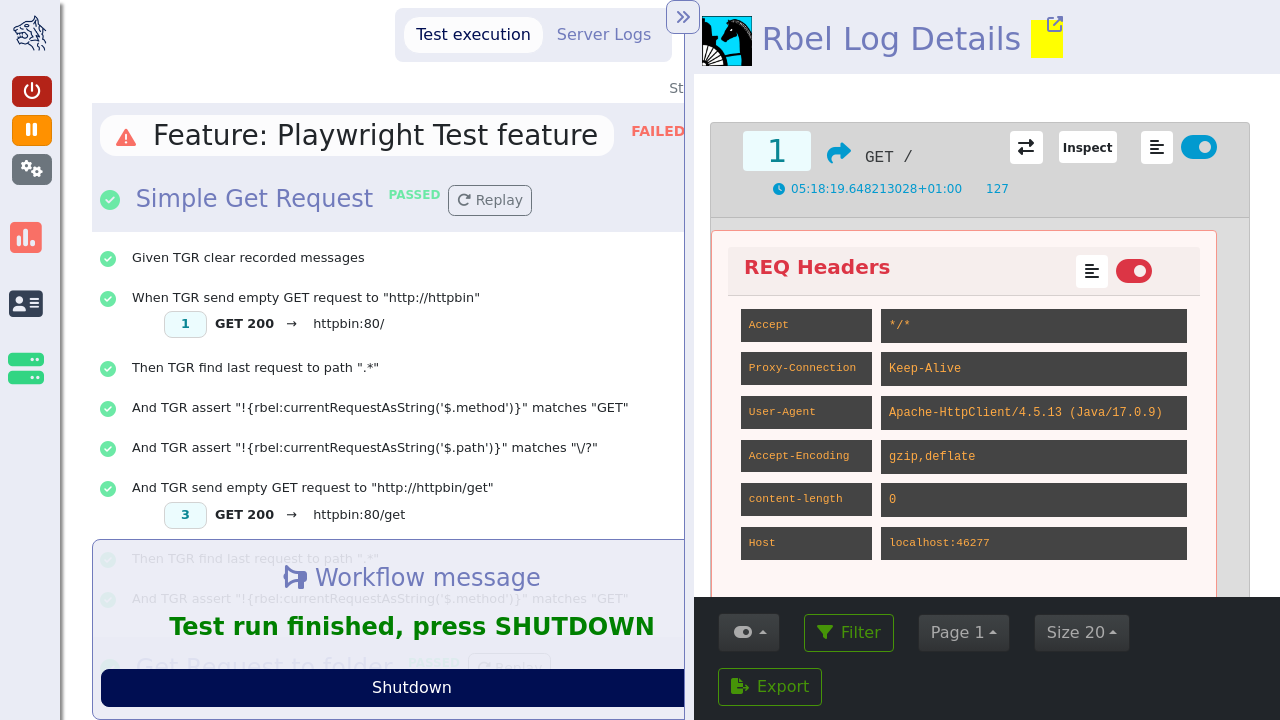 Test execution
Server Logs
St
Feature: Playwright Test feature
FAILED
Simple Get Request
PASSED
Replay
Given TGR clear recorded messages
When TGR send empty GET request to "http://httpbin"
1 GET 200 → httpbin:80/
Then TGR find last request to path ".*"
And TGR assert "!{rbel:currentRequestAsString('$.method')}" matches "GET"
And TGR assert "!{rbel:currentRequestAsString('$.path')}" matches "\/?"
And TGR send empty GET request to "http://httpbin/get"
3 GET 200 → httpbin:80/get
Then TGR find last request to path ".*"
Workflow message
And TGR assert "!{rbel:currentRequestAsString('$.method')}" matches "GET"
Test run finished, press SHUTDOWN
Get Request to folder
PASSED
Replay
Shutdown
Rbel Log Details
1
GET /
Inspect
05:18:19.648213028+01:00
127
REQ Headers
Accept */*
Proxy-Connection Keep-Alive
User-Agent Apache-HttpClient/4.5.13 (Java/17.0.9)
Accept-Encoding gzip,deflate
content-length 0
Host localhost:46277
Filter
Page 1
Size 20
Export